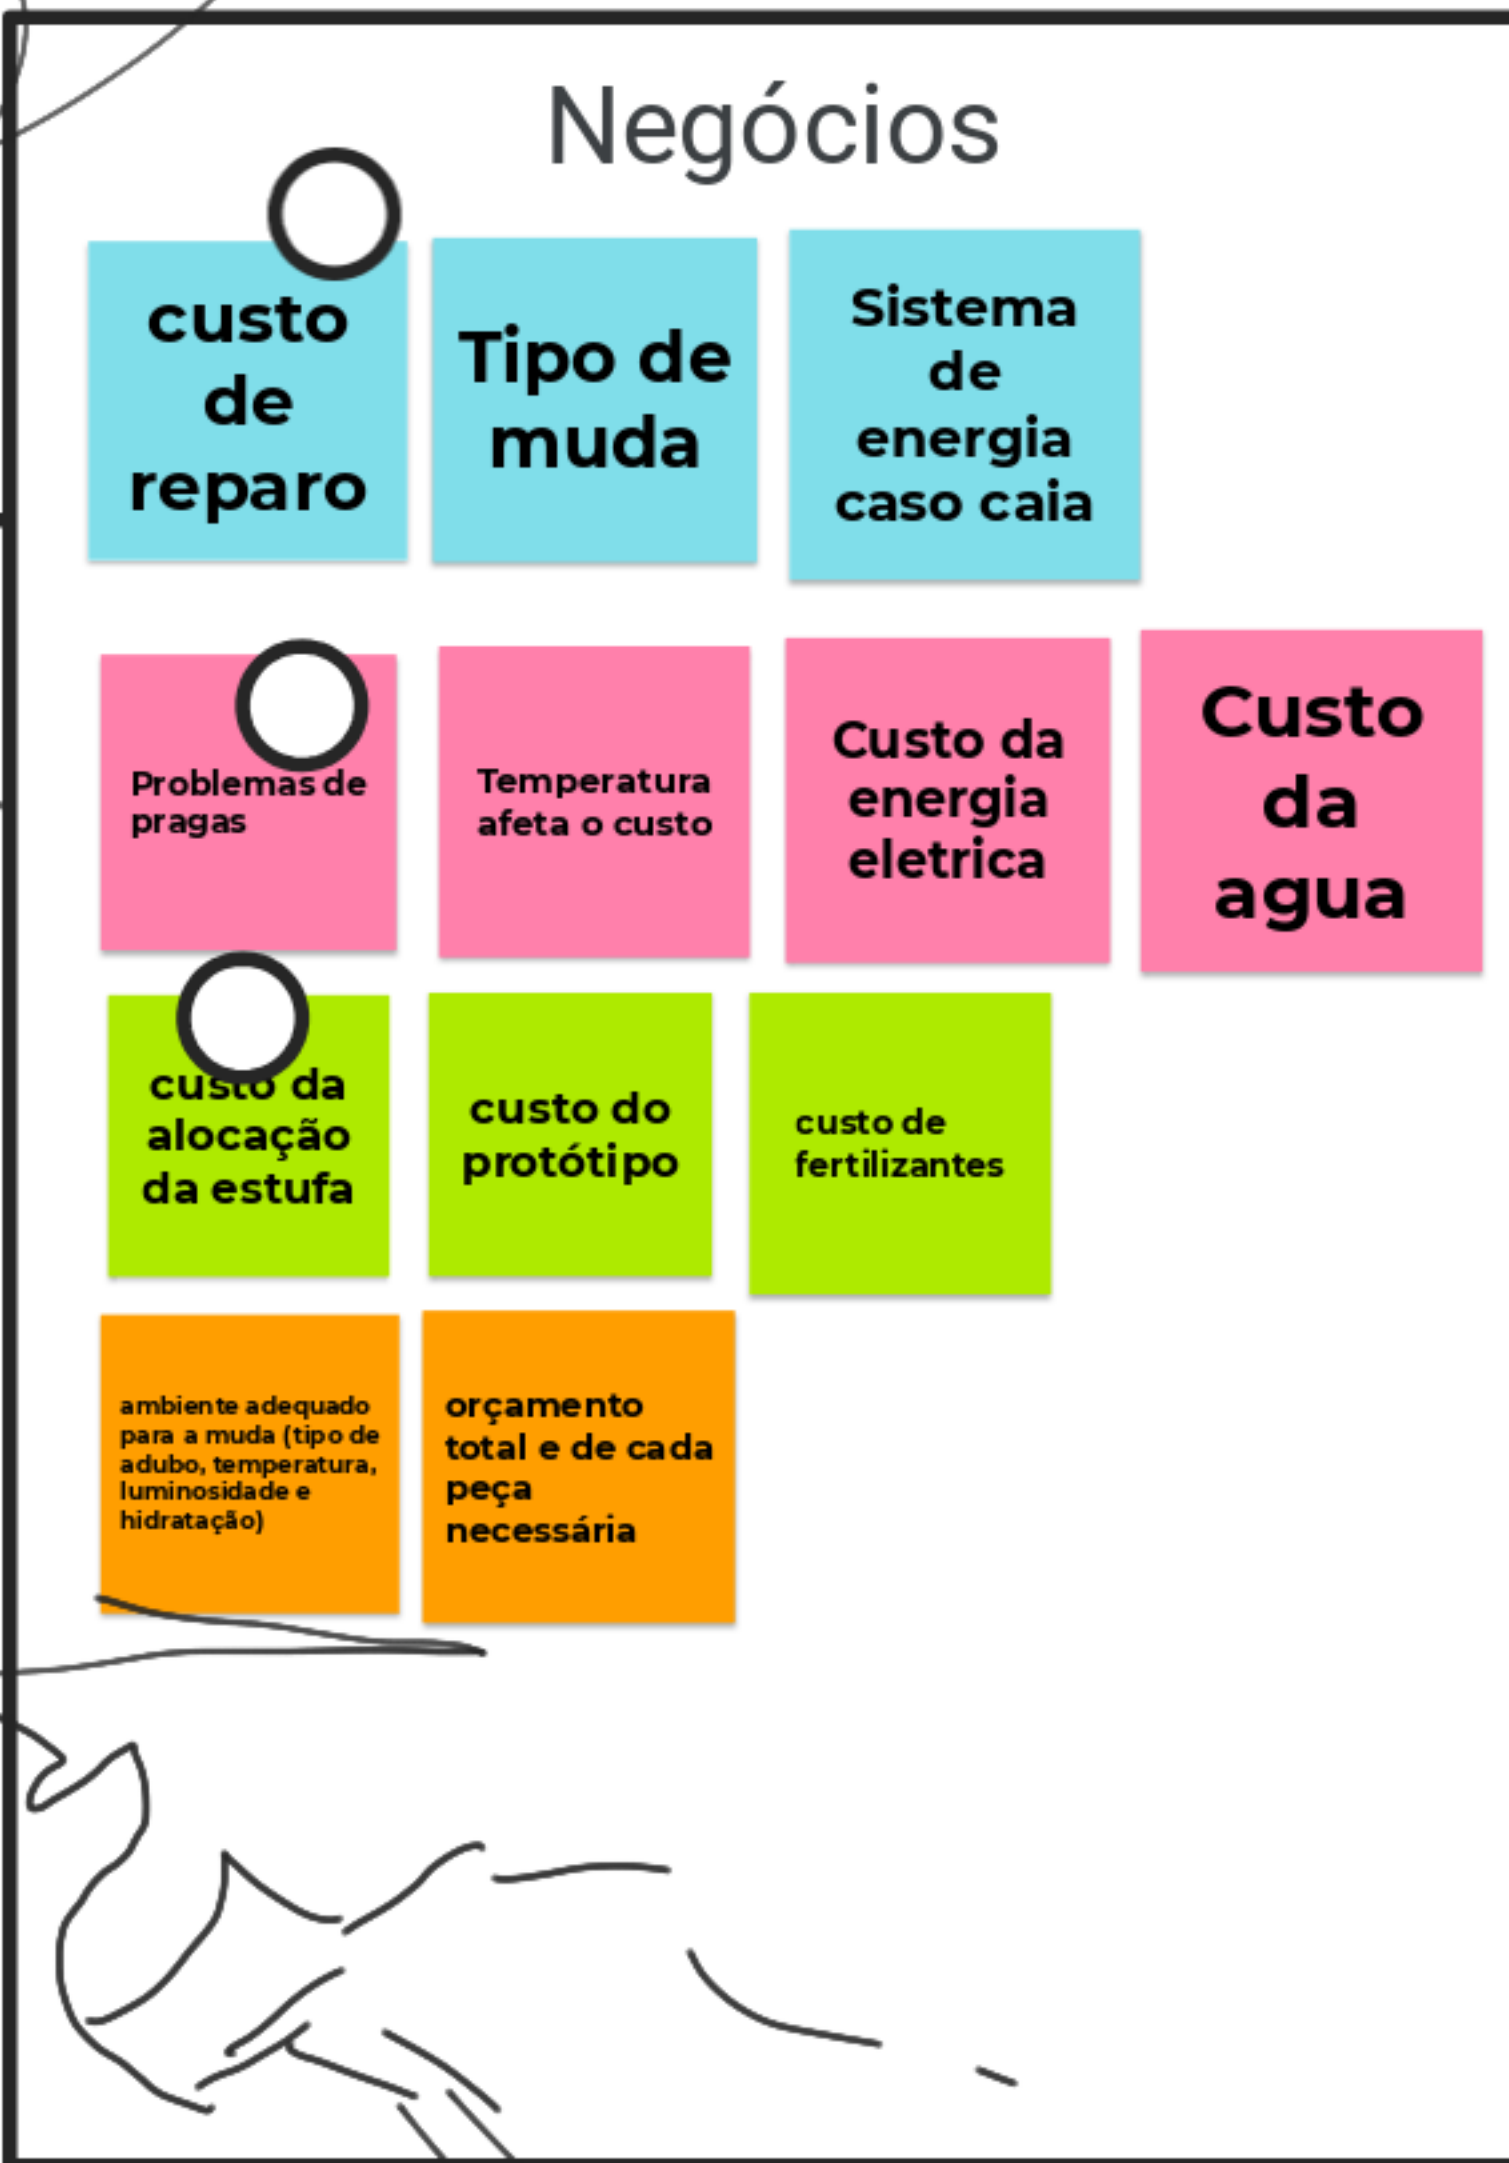 Negócios
custo
de
reparo
Tipo de
muda
Sistema
de
energia
caso caia
Problemas de
pragas
Temperatura
afeta o custo
Custo da
energia
eletrica
Custo
da
agua
custo da
alocação
da estufa
custo do
protótipo
custo de
fertilizantes
ambiente adequado
para a muda (tipo de
adubo, temperatura,
luminosidade e
hidratação)
orçamento
total e de cada
peça
necessária